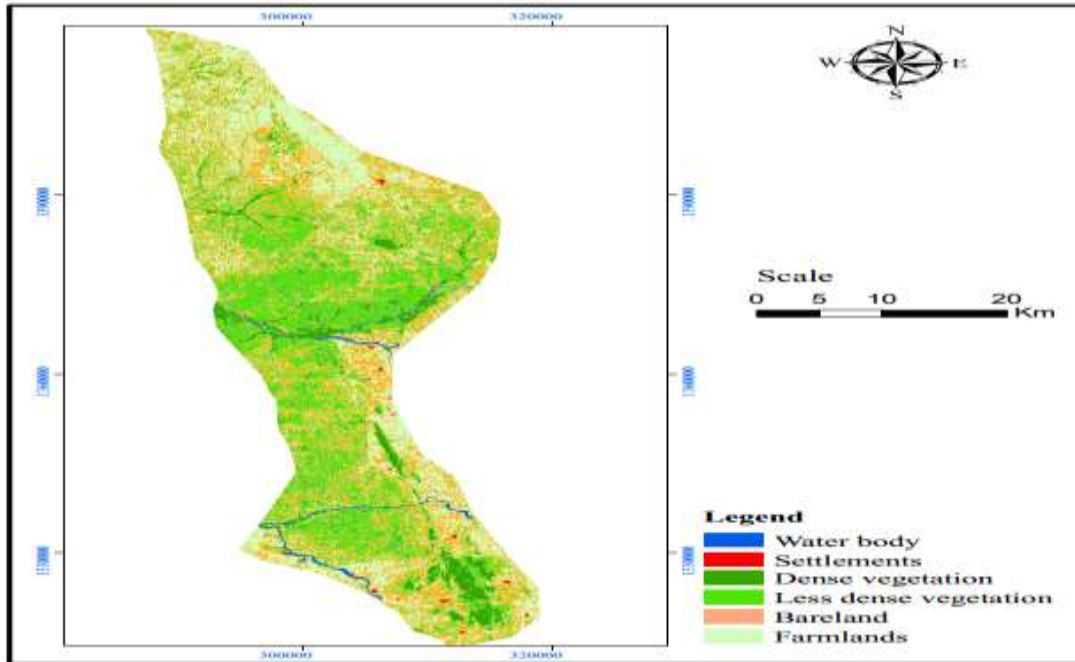 300000 320000
N
W E
S
Scale
0 5 10 20
Km
Legend
Water body
Settlements
Dense vegetation
Less dense vegetation
Bareland
Farmlands
300000 320000